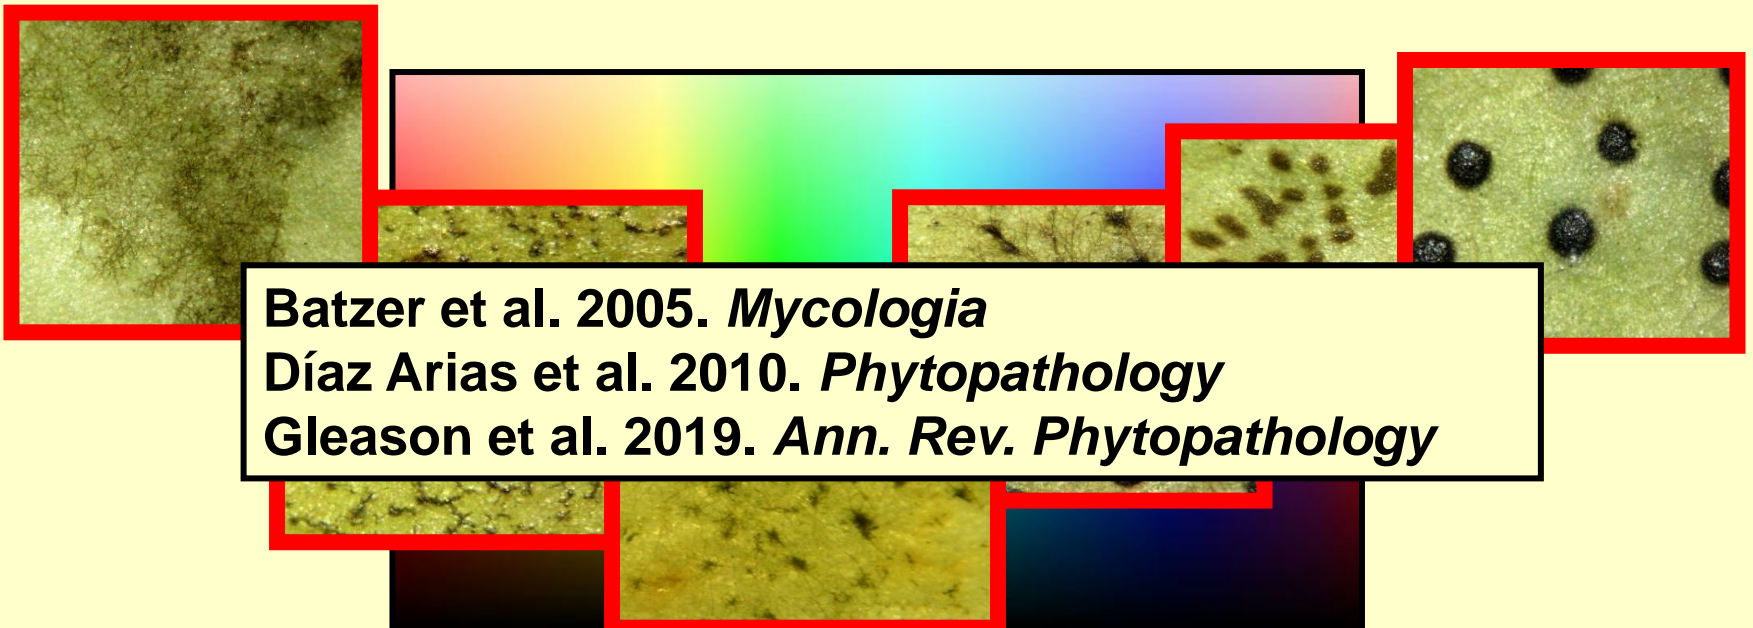 Batzer et al. 2005. Mycologia
Díaz Arias et al. 2010. Phytopathology
Gleason et al. 2019. Ann. Rev. Phytopathology